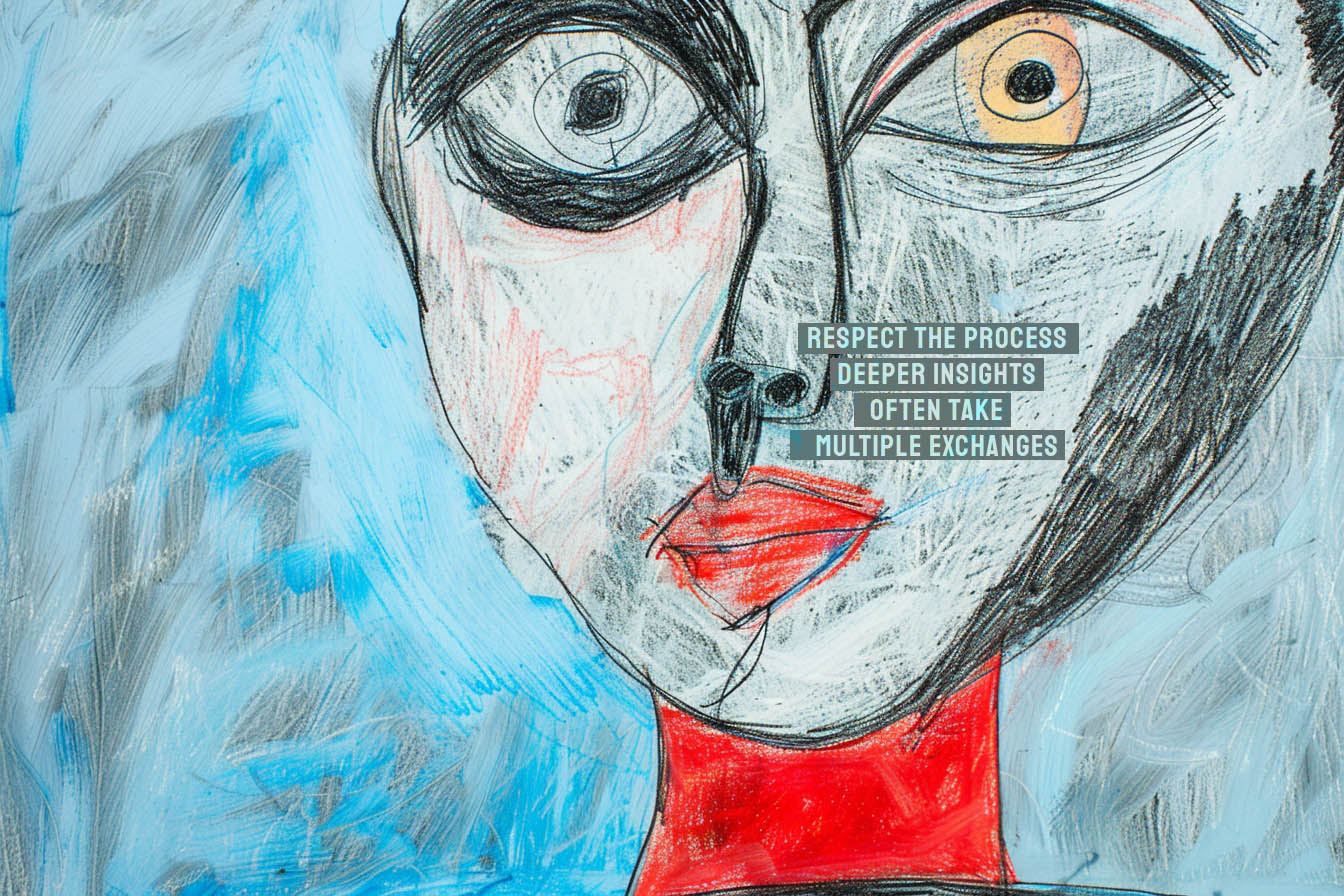 RESPECT THE PROCESS
DEEPER INSIGHTS
OFTEN TAKE
MULTIPLE EXCHANGES